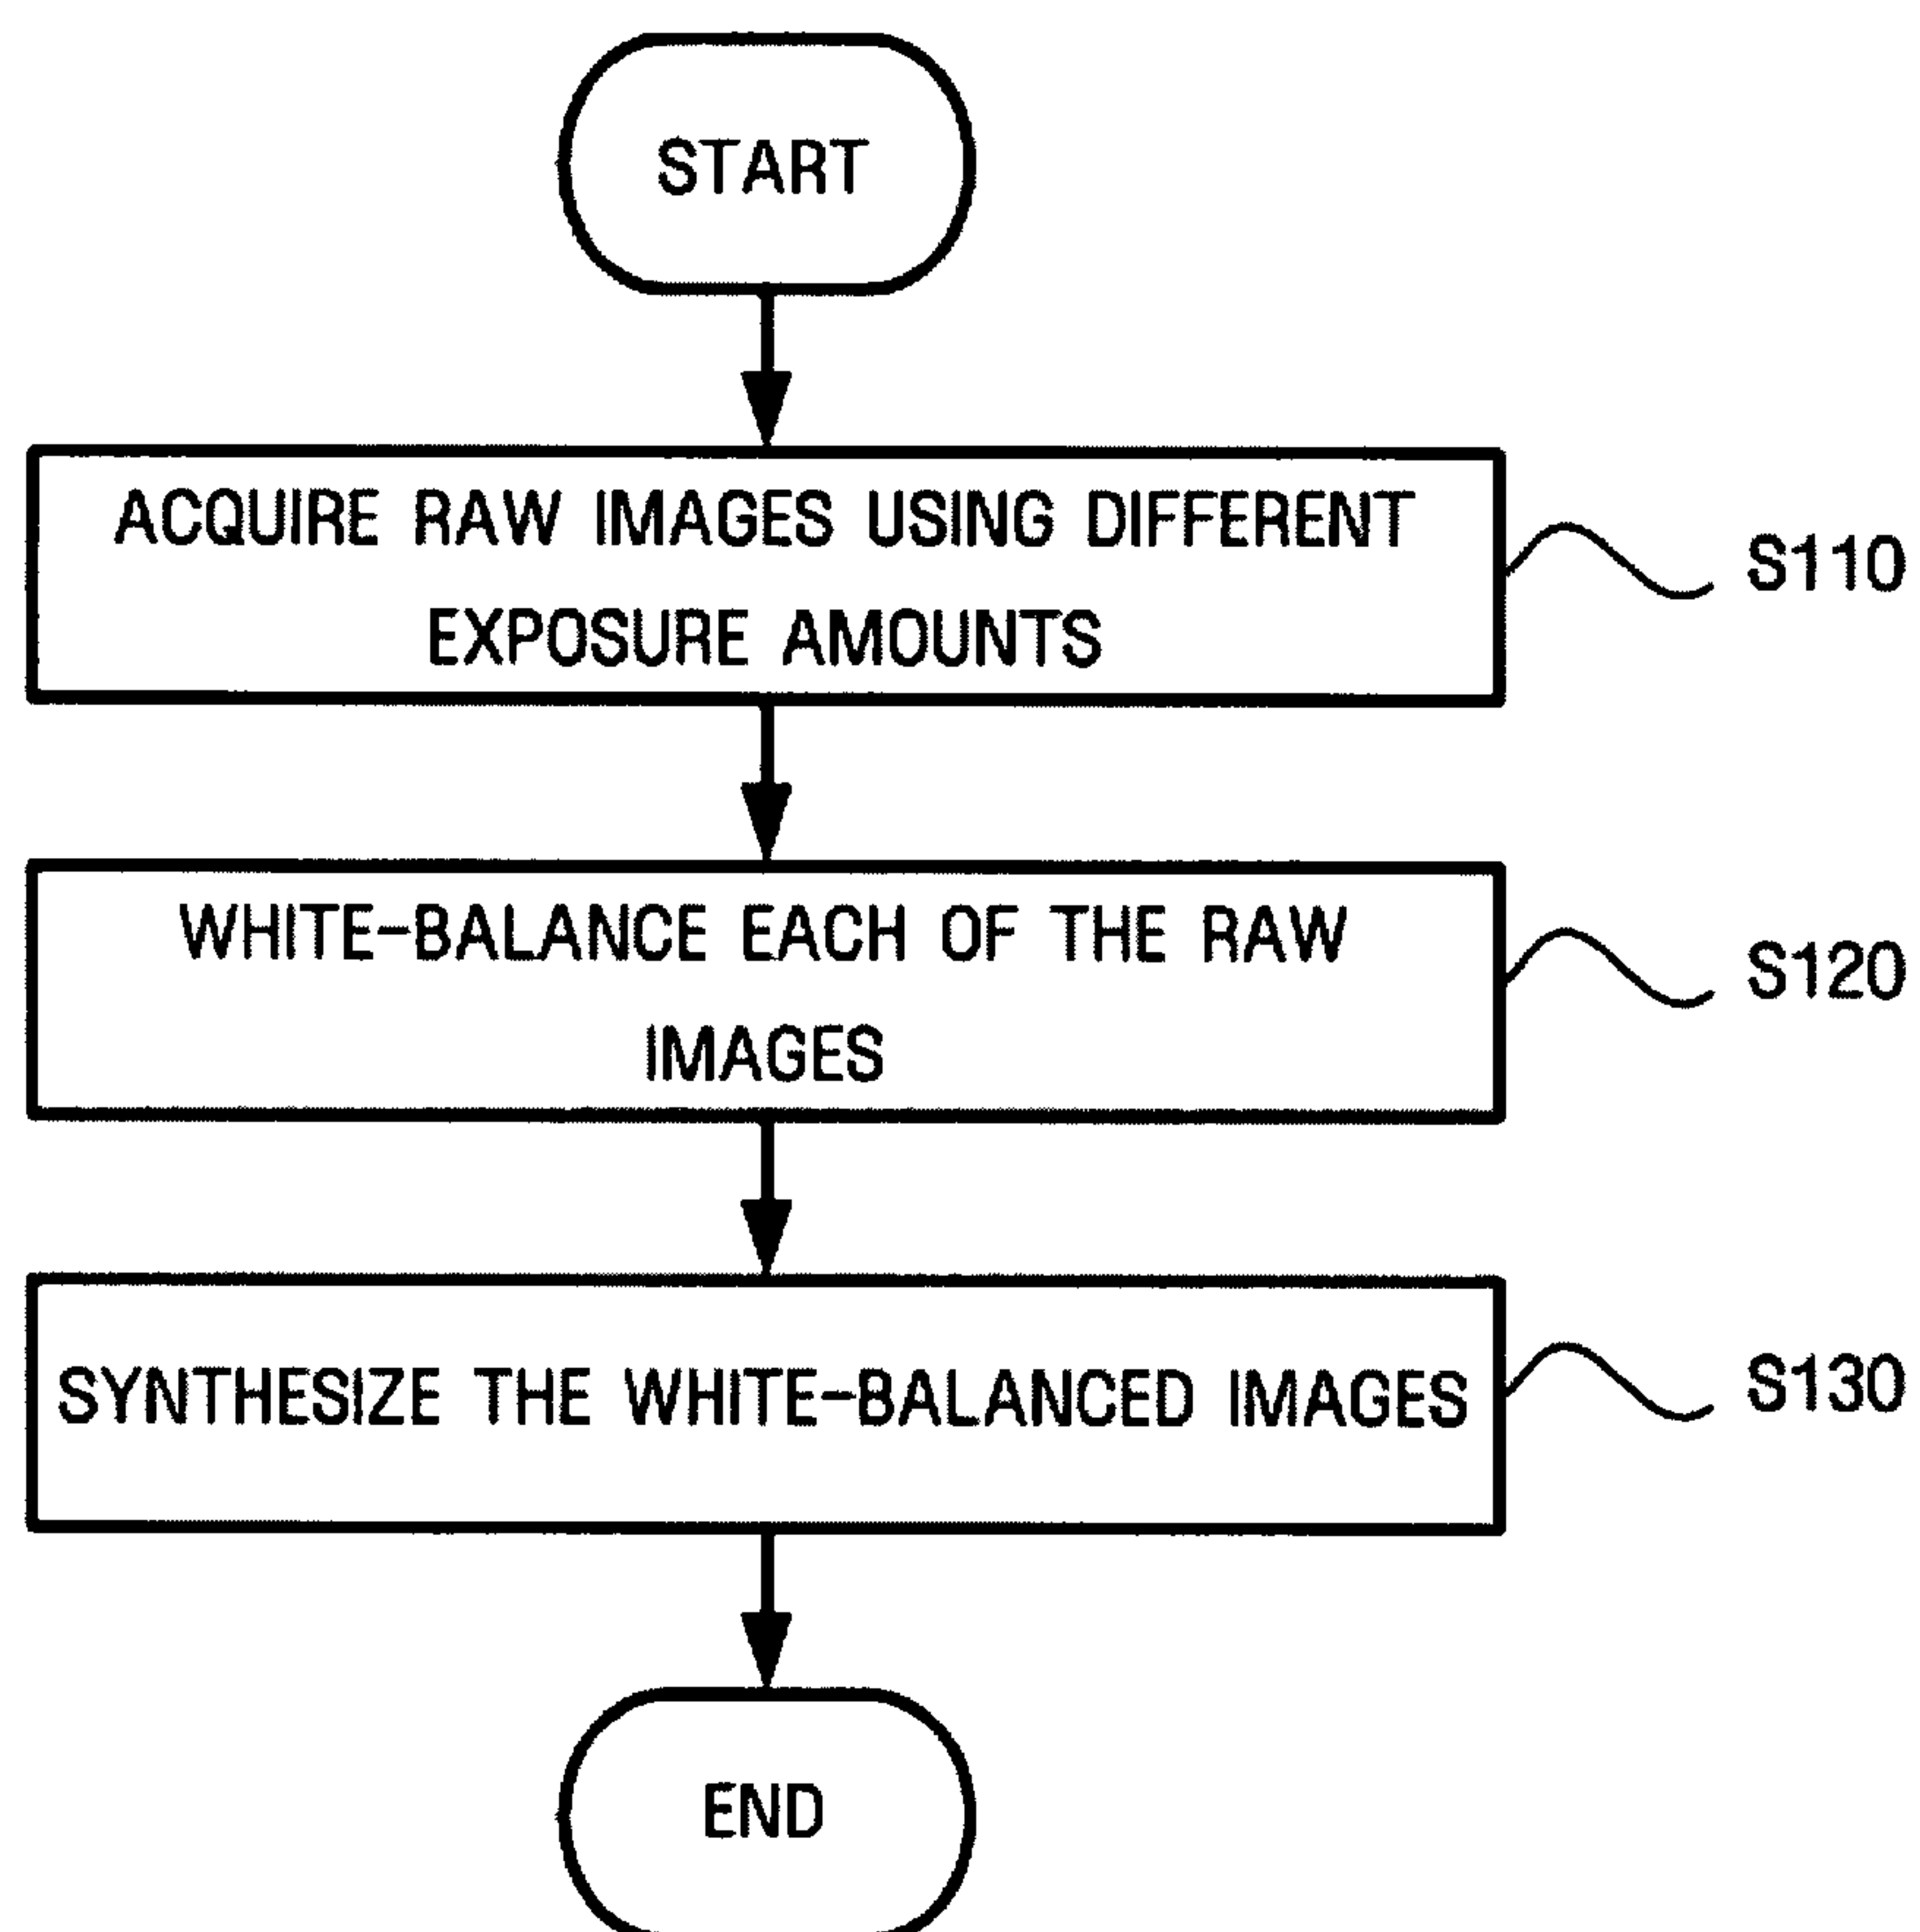 START
ACQUIRE RAW IMAGES USING DIFFERENT
EXPOSURE AMOUNTS
S110
WHITE-BALANCE EACH OF THE RAW
IMAGES
S120
SYNTHESIZE THE WHITE-BALANCED IMAGES
S130
END